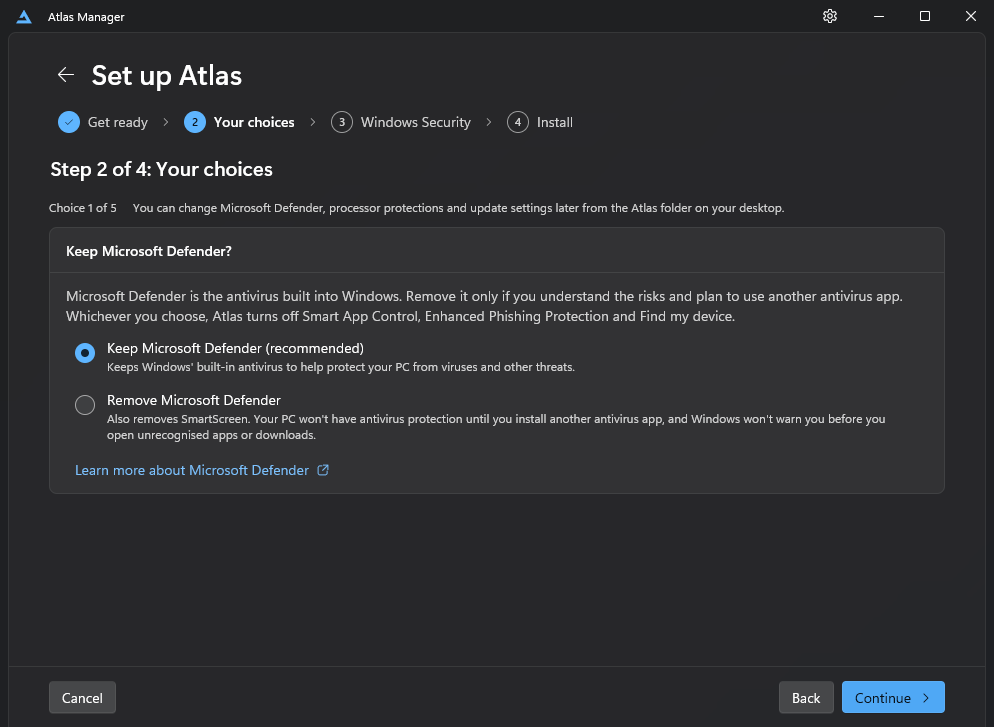 Atlas Manager
Set up Atlas
Get ready
2 Your choices
3 Windows Security
4 Install
Step 2 of 4: Your choices
Choice 1 of 5 You can change Microsoft Defender, processor protections and update settings later from the Atlas folder on your desktop.
Keep Microsoft Defender?
Microsoft Defender is the antivirus built into Windows. Remove it only if you understand the risks and plan to use another antivirus app.
Whichever you choose, Atlas turns off Smart App Control, Enhanced Phishing Protection and Find my device.
Keep Microsoft Defender (recommended)
Keeps Windows' built-in antivirus to help protect your PC from viruses and other threats.
Remove Microsoft Defender
Also removes SmartScreen. Your PC won't have antivirus protection until you install another antivirus app, and Windows won't warn you before you
open unrecognised apps or downloads.
Learn more about Microsoft Defender
Cancel
Back
Continue